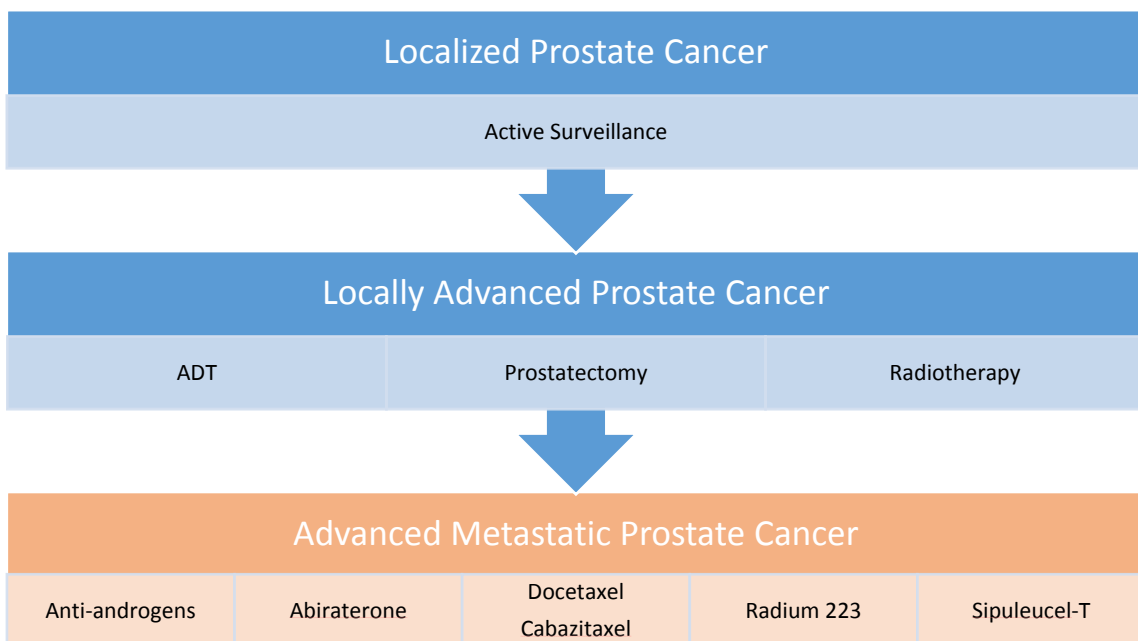 Localized Prostate Cancer
Active Surveillance
Locally Advanced Prostate Cancer
ADT
Prostatectomy
Radiotherapy
Advanced Metastatic Prostate Cancer
Anti-androgens
Abiraterone
Docetaxel
Cabazitaxel
Radium 223
Sipuleucel-T